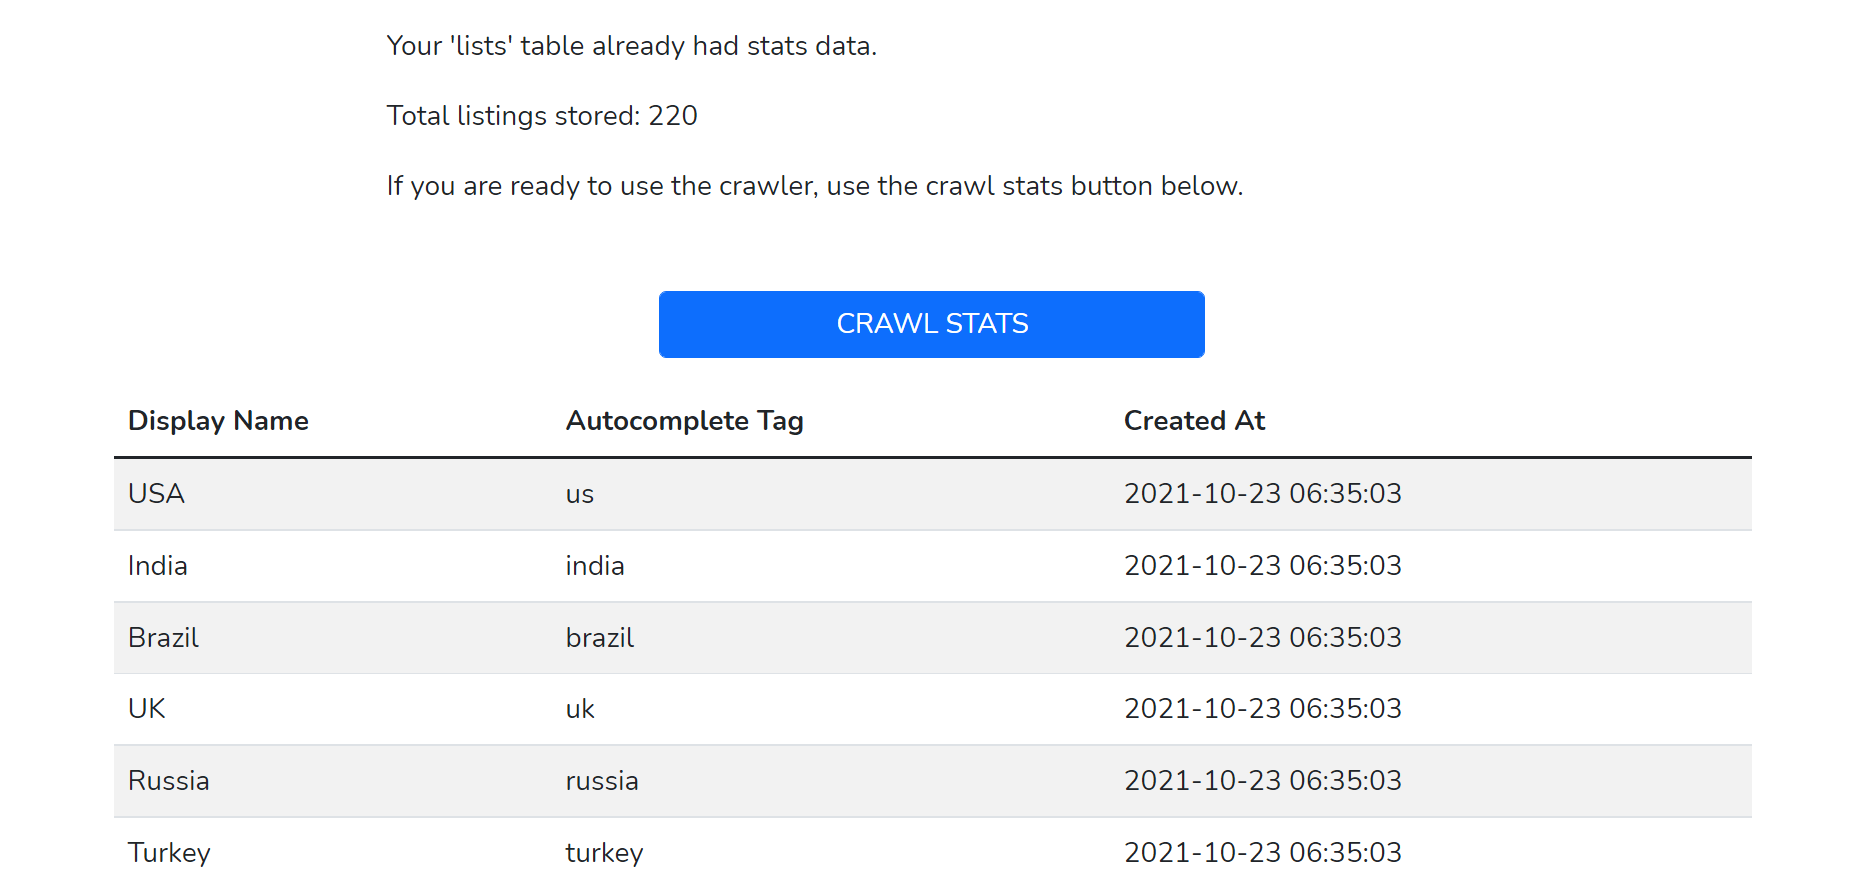 Your 'lists' table already had stats data.
Total listings stored: 220
If you are ready to use the crawler, use the crawl stats button below.
CRAWL STATS
Display Name Autocomplete Tag Created At
USA us 2021-10-23 06:35:03
India india 2021-10-23 06:35:03
Brazil brazil 2021-10-23 06:35:03
UK uk 2021-10-23 06:35:03
Russia russia 2021-10-23 06:35:03
Turkey turkey 2021-10-23 06:35:03